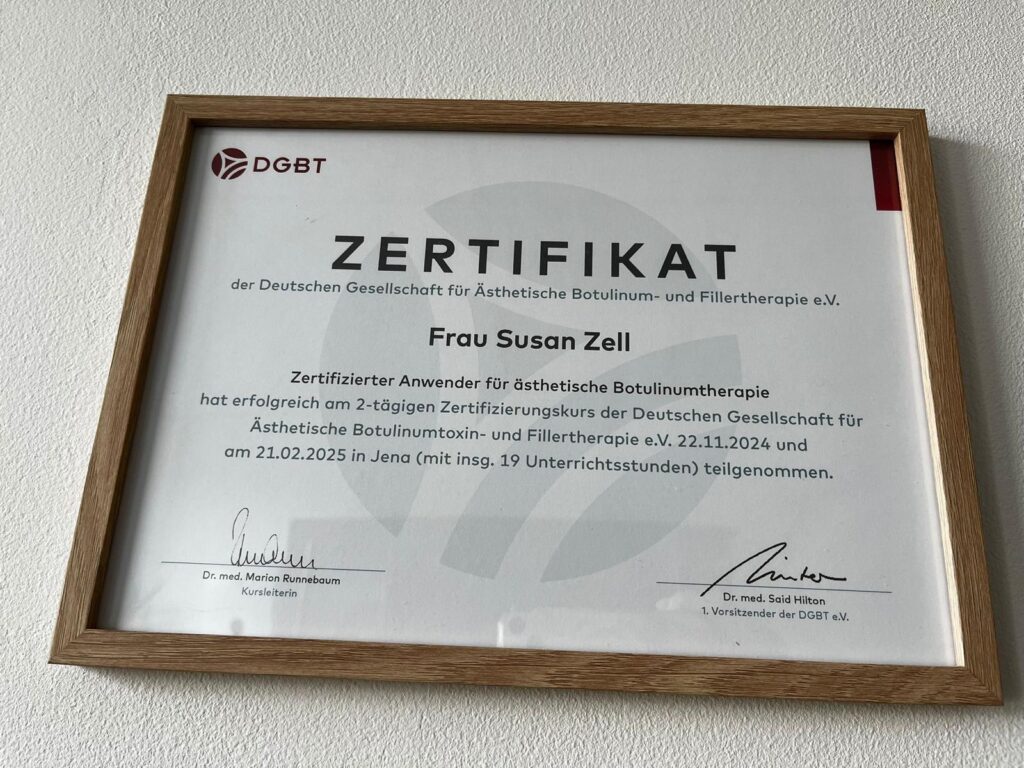 DGBT
ZERTIFIKAT
der Deutschen Gesellschaft für Ästhetische Botulinum- und Fillertherapie e.V.
Frau Susan Zell
Zertifizierter Anwender für ästhetische Botulinumtherapie
hat erfolgreich am 2-tägigen Zertifizierungskurs der Deutschen Gesellschaft für
Ästhetische Botulinumtoxin- und Fillertherapie e.V. 22.11.2024 und
am 21.02.2025 in Jena (mit insg. 19 Unterrichtsstunden) teilgenommen.
Dr. med. Marion Runnebaum
Kursleiterin
Dr. med. Said Hilton
1. Vorsitzender der DGBT e.V.